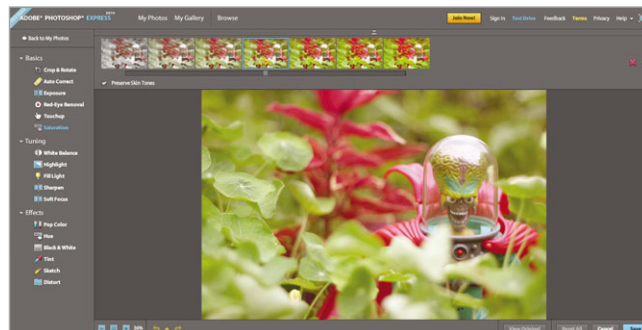 ADOBE® PHOTOSHOP® EXPRESS BETA
My Photos My Gallery Browse
Join Now! Sign In Test Drive Feedback Terms Privacy Help
Back to My Photos
Basics
Crop & Rotate
Auto Correct
Exposure
Red-Eye Removal
Touchup
Saturation
Tuning
White Balance
Highlight
Fill Light
Sharpen
Soft Focus
Effects
Pop Color
Hue
Black & White
Tint
Sketch
Distort
Preserve Skin Tones
View Original Reset All Cancel